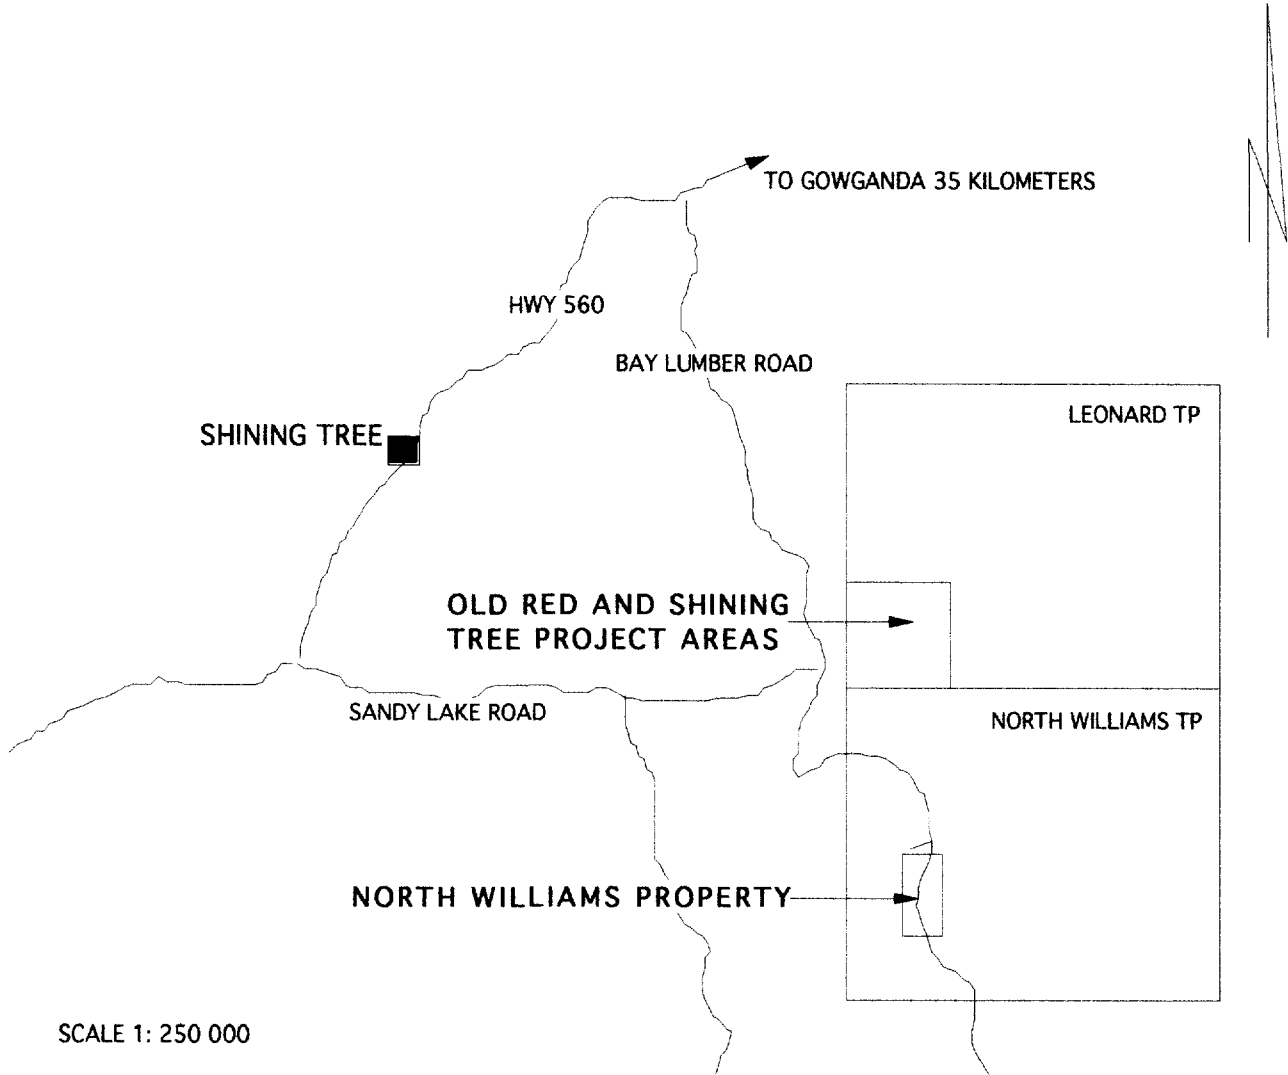 TO GOWGANDA 35 KILOMETERS
HWY 560
BAY LUMBER ROAD
LEONARD TP
SHINING TREE
OLD RED AND SHINING
TREE PROJECT AREAS
SANDY LAKE ROAD
NORTH WILLIAMS TP
NORTH WILLIAMS PROPERTY
SCALE 1: 250 000